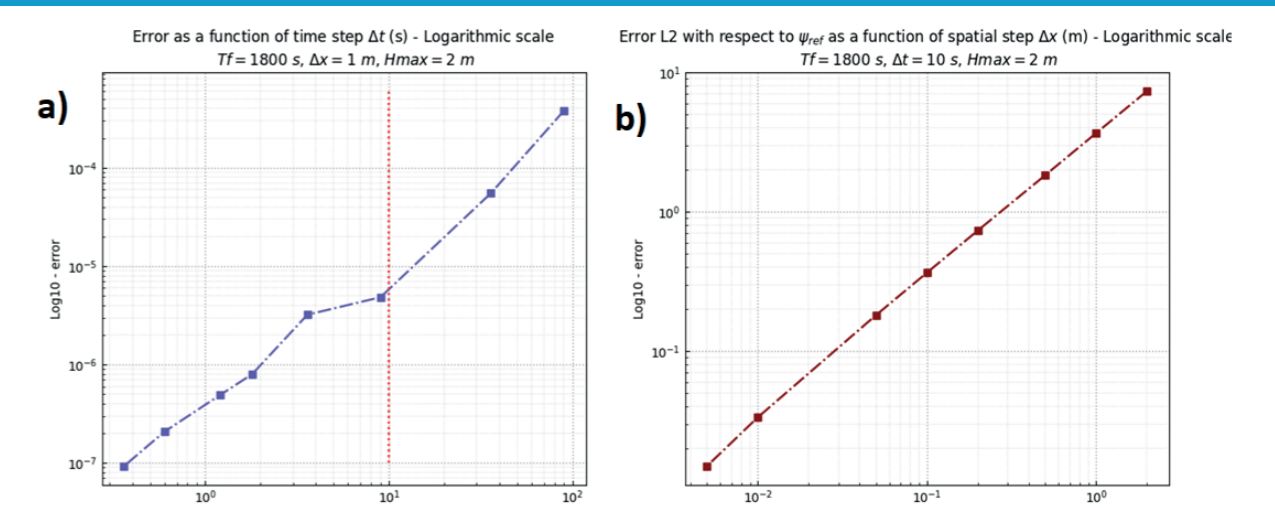 Error as a function of time step Δt (s) - Logarithmic scale
Tf = 1800 s, Δx = 1 m, Hmax = 2 m
a)
Log10 - error
10⁻⁴
10⁻⁵
10⁻⁶
10⁻⁷
10⁰ 10¹ 10²
Error L2 with respect to ψref as a function of spatial step Δx (m) - Logarithmic scale
Tf = 1800 s, Δt = 10 s, Hmax = 2 m
b)
Log10 - error
10¹
10⁰
10⁻¹
10⁻² 10⁻¹ 10⁰